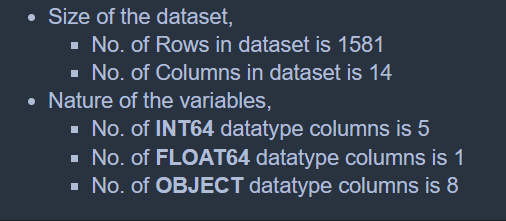 Size of the dataset,
No. of Rows in dataset is 1581
No. of Columns in dataset is 14
Nature of the variables,
No. of INT64 datatype columns is 5
No. of FLOAT64 datatype columns is 1
No. of OBJECT datatype columns is 8